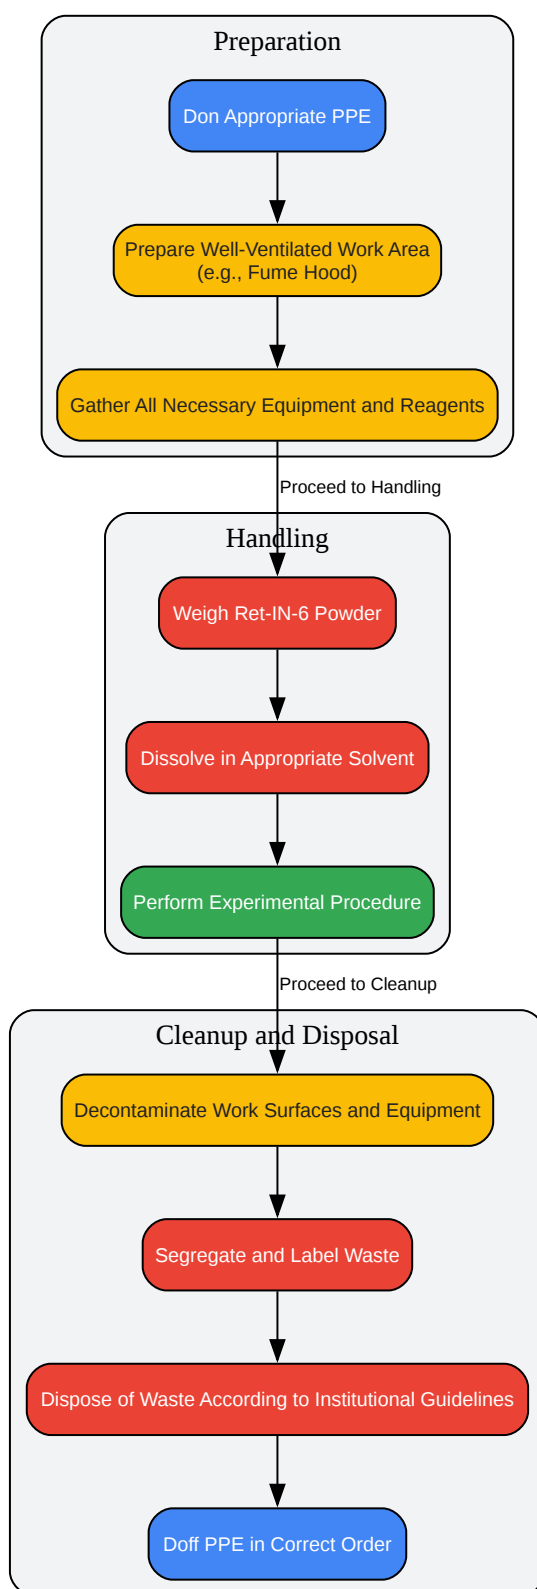 Preparation
Don Appropriate PPE
Prepare Well-Ventilated Work Area
(e.g., Fume Hood)
Gather All Necessary Equipment and Reagents
Proceed to Handling
Handling
Weigh Ret-IN-6 Powder
Dissolve in Appropriate Solvent
Perform Experimental Procedure
Proceed to Cleanup
Cleanup and Disposal
Decontaminate Work Surfaces and Equipment
Segregate and Label Waste
Dispose of Waste According to Institutional Guidelines
Doff PPE in Correct Order